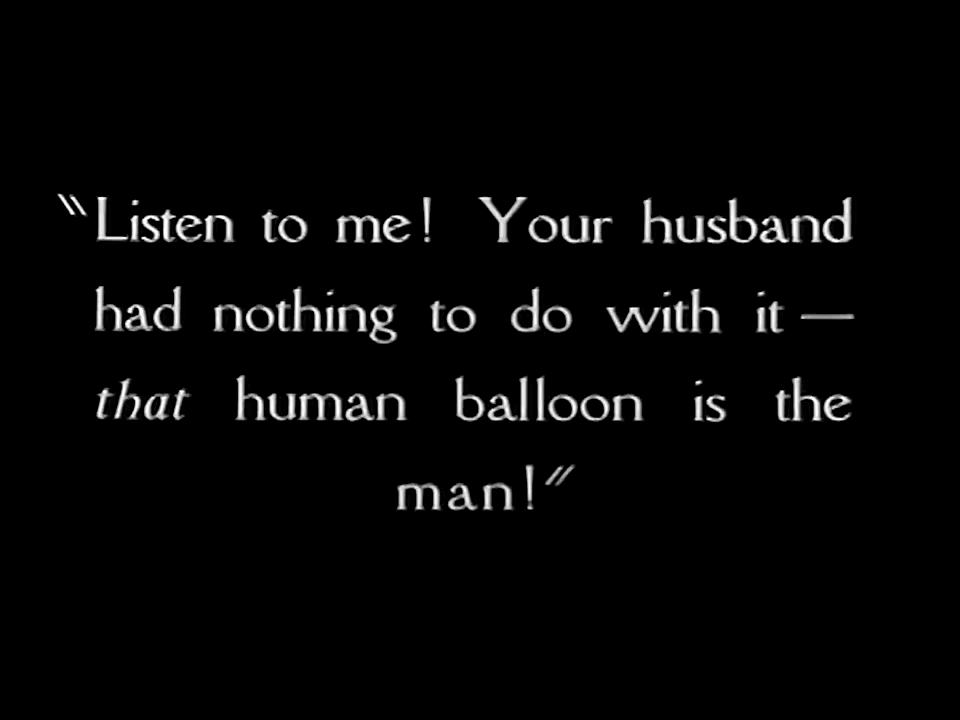 “Listen to me! Your husband
had nothing to do with it —
that human balloon is the
man!”